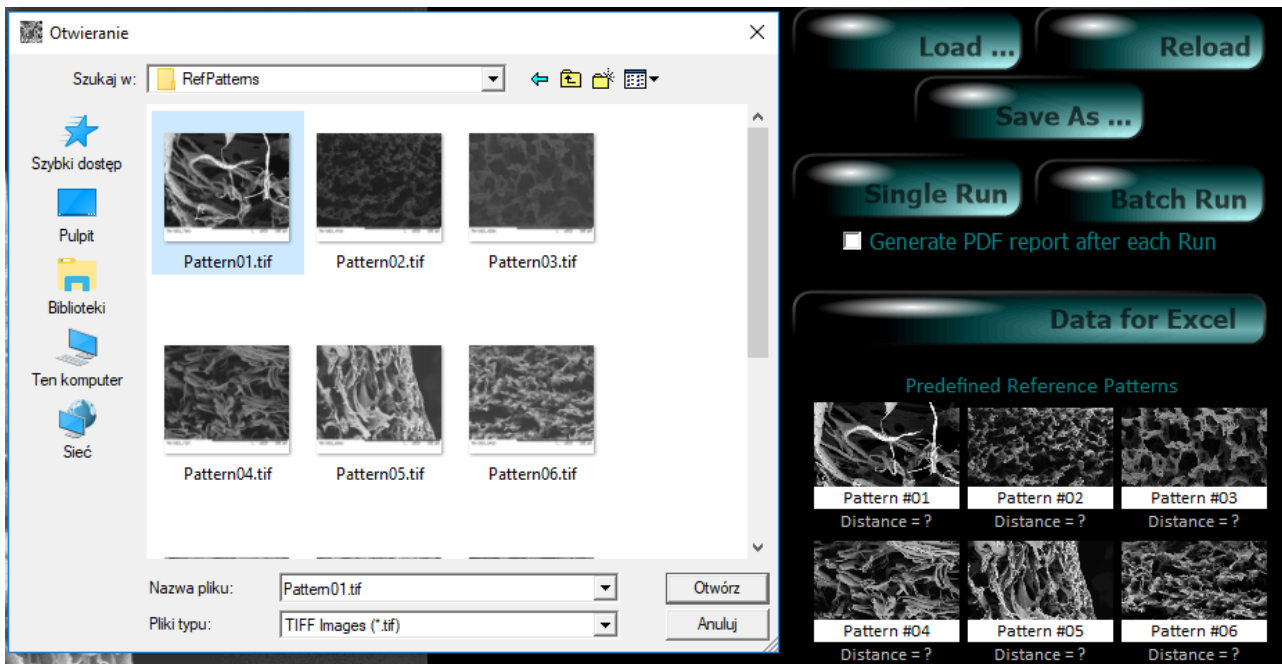 Otwieranie
Szukaj w:
RefPatterns
Szybki dostęp
Pulpit
Biblioteki
Ten komputer
Sieć
Pattern01.tif
Pattern02.tif
Pattern03.tif
Pattern04.tif
Pattern05.tif
Pattern06.tif
Nazwa pliku:
Pattern01.tif
Otwórz
Pliki typu:
TIFF Images (*.tif)
Anuluj
Load ...
Reload
Save As ...
Single Run
Batch Run
Generate PDF report after each Run
Data for Excel
Predefined Reference Patterns
Pattern #01
Pattern #02
Pattern #03
Distance = ?
Distance = ?
Distance = ?
Pattern #04
Pattern #05
Pattern #06
Distance = ?
Distance = ?
Distance = ?